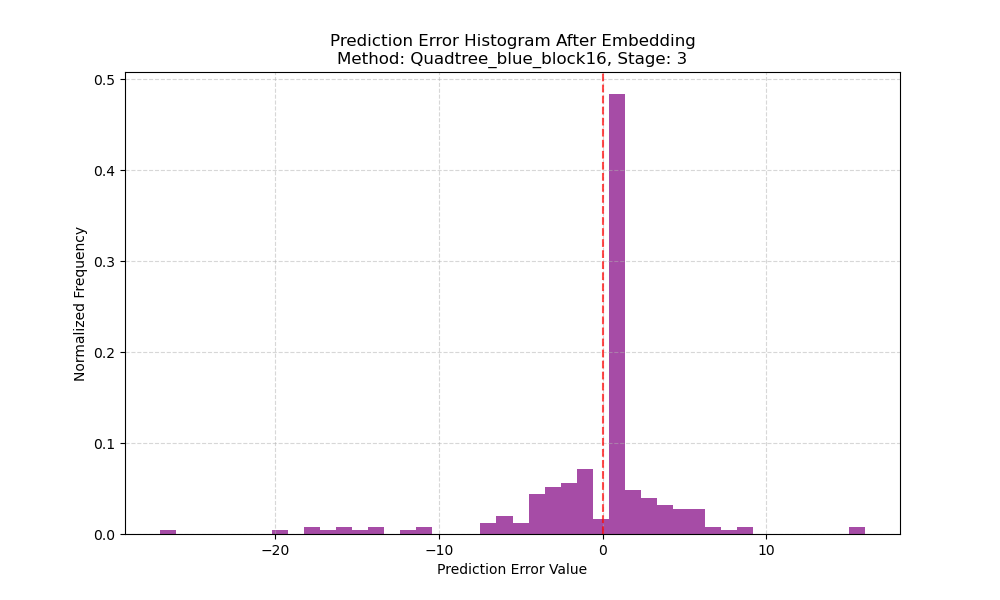 Prediction Error Histogram After Embedding
Method: Quadtree_blue_block16, Stage: 3
Normalized Frequency
0.5
0.4
0.3
0.2
0.1
0.0
−20
−10
0
10
Prediction Error Value